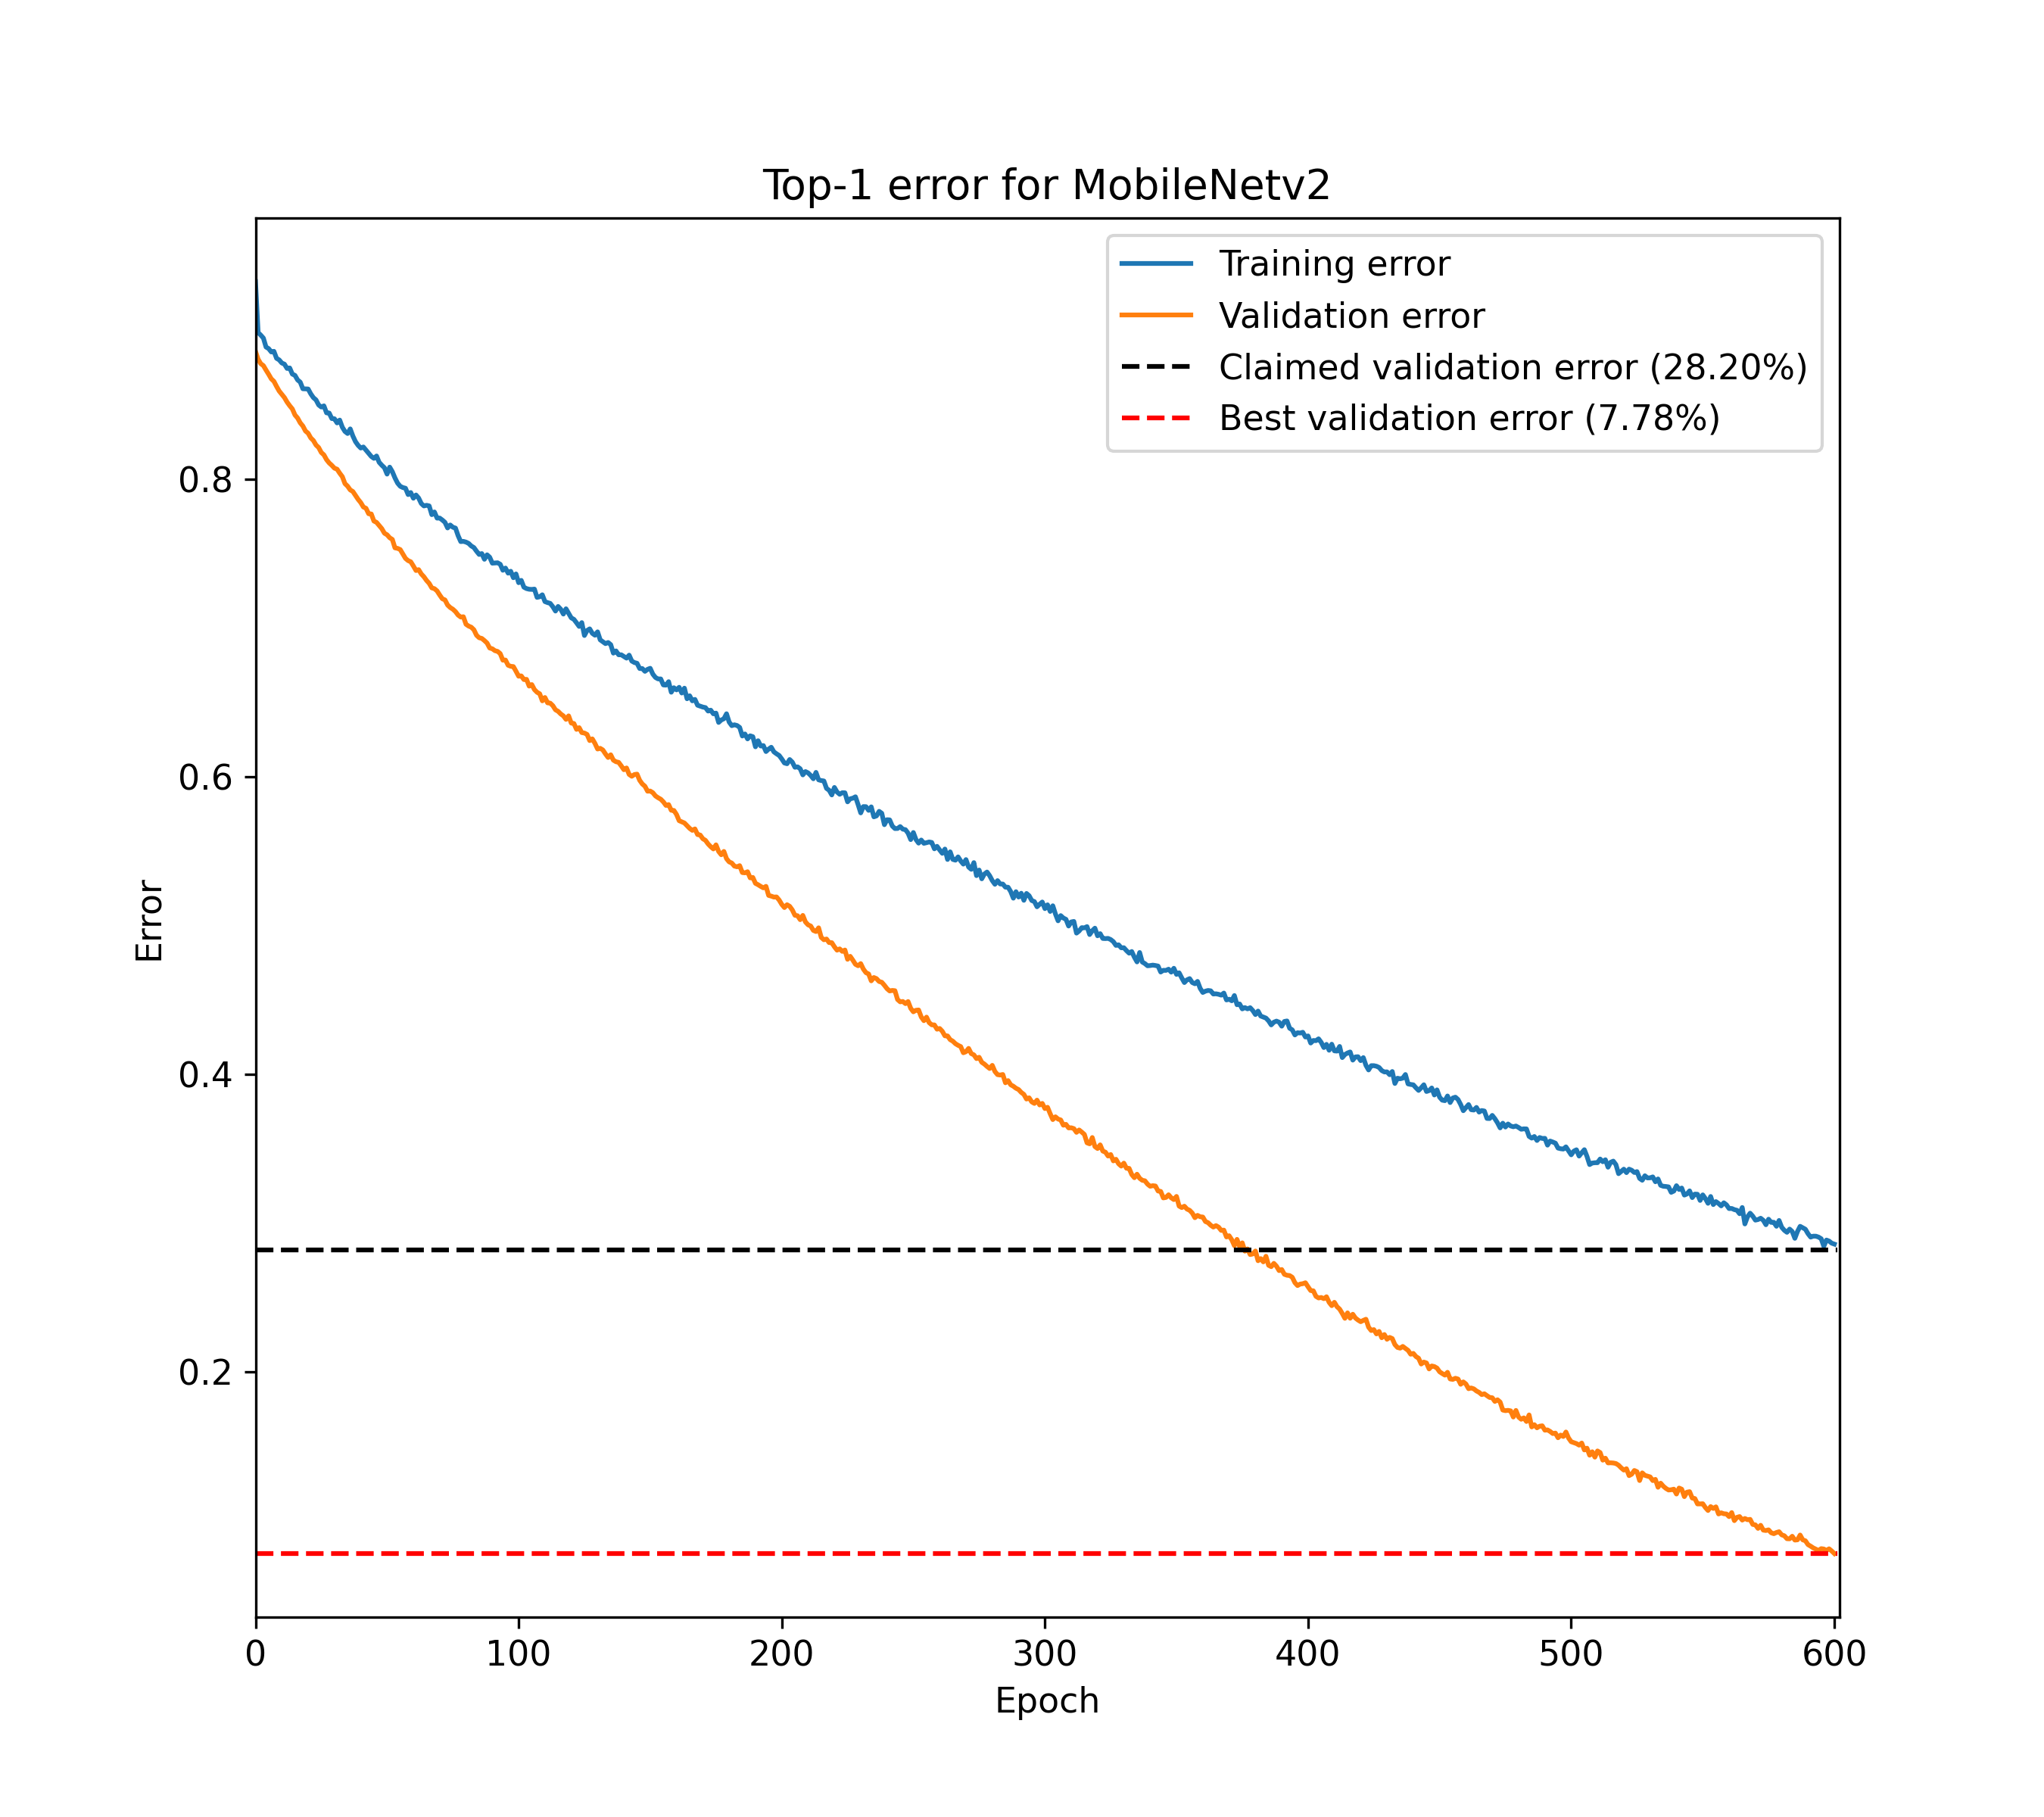 Top-1 error for MobileNetv2
Training error
Validation error
Claimed validation error (28.20%)
Best validation error (7.78%)
0.8
0.6
0.4
0.2
Error
0 100 200 300 400 500 600
Epoch